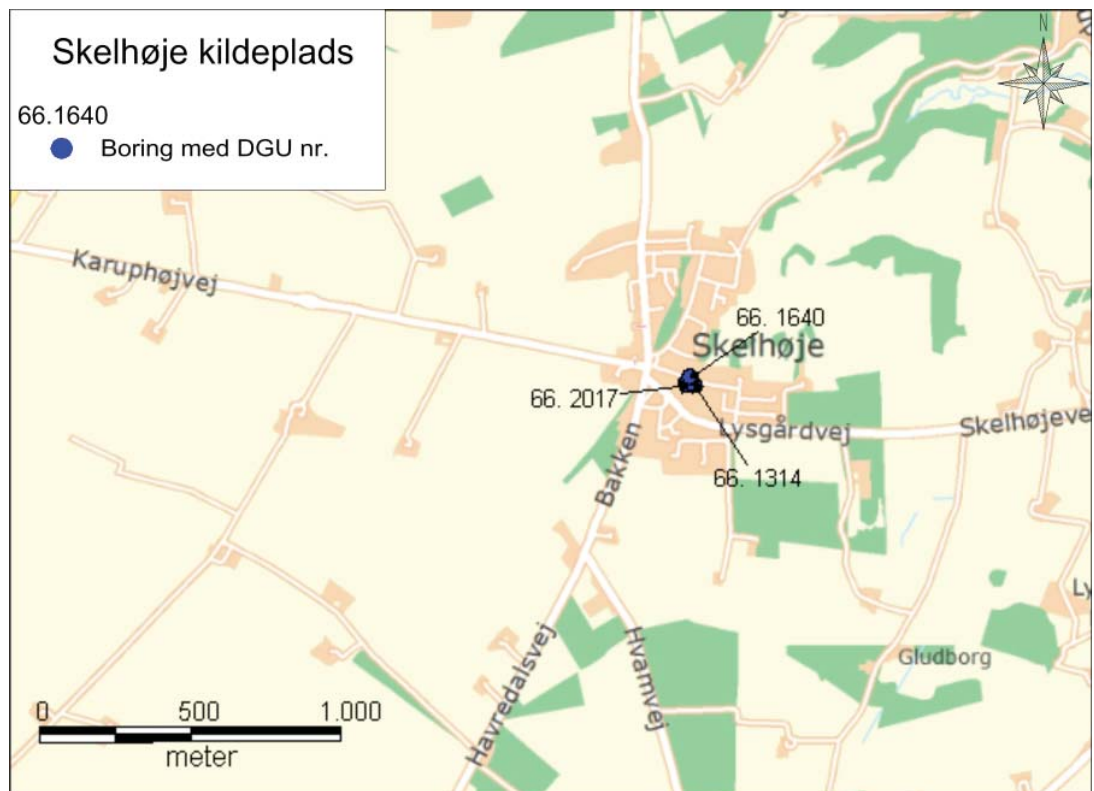 Skelhøje kildeplads
66.1640
Boring med DGU nr.
N
Karuphøjvej
66. 1640
Skelhøje
66. 2017
Lysgårdvej
Skelhøjeve
66. 1314
Bakken
Hvamvej
Havredalsvej
Gludborg
Ly
0 500 1.000
meter